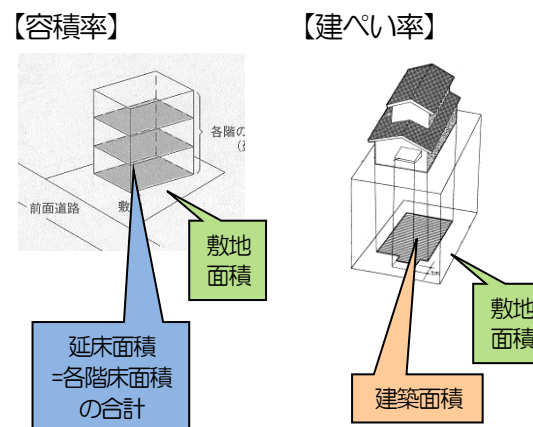 【容積率】
【建ぺい率】
各階の
前面道路
敷
敷地
面積
延床面積
=各階床面積
の合計
1m
敷地
面積
建築面積